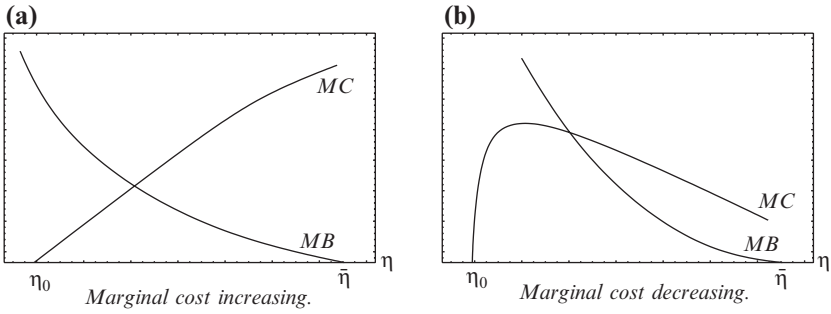 (a)
MC
MB
η₀
η̄
η
Marginal cost increasing.
(b)
MC
MB
η₀
η̄
η
Marginal cost decreasing.